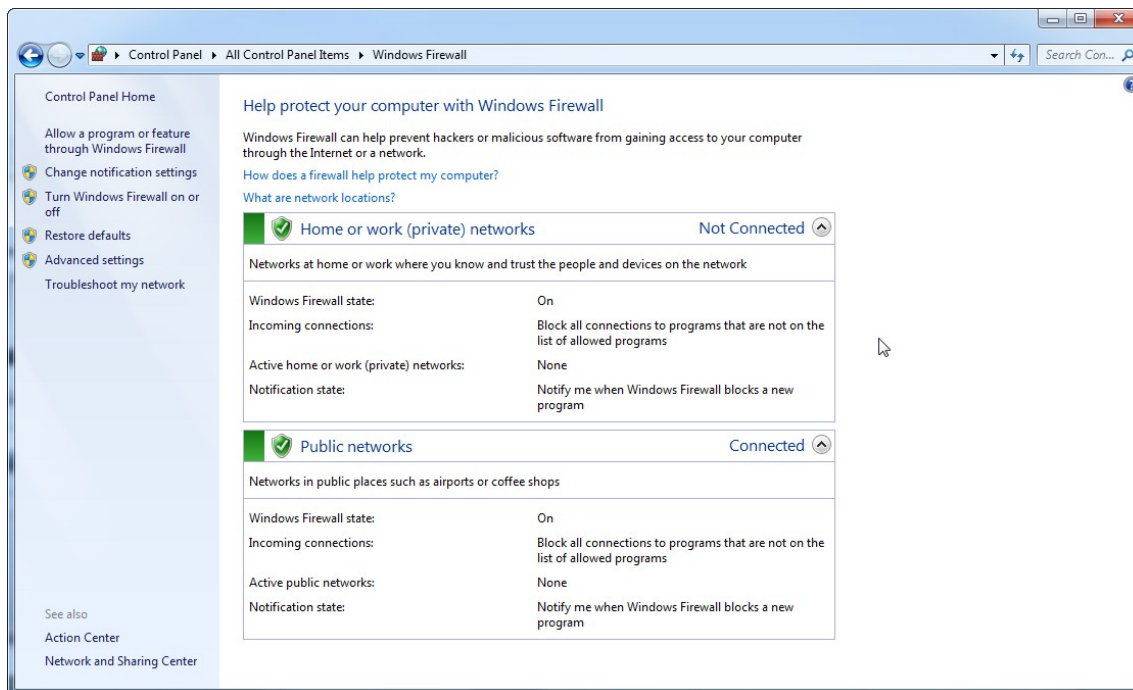 Control Panel
All Control Panel Items
Windows Firewall
Search Con...
Control Panel Home
Allow a program or feature
through Windows Firewall
Change notification settings
Turn Windows Firewall on or
off
Restore defaults
Advanced settings
Troubleshoot my network
See also
Action Center
Network and Sharing Center
Help protect your computer with Windows Firewall
Windows Firewall can help prevent hackers or malicious software from gaining access to your computer
through the Internet or a network.
How does a firewall help protect my computer?
What are network locations?
Home or work (private) networks Not Connected
Networks at home or work where you know and trust the people and devices on the network
Windows Firewall state: On
Incoming connections: Block all connections to programs that are not on the
list of allowed programs
Active home or work (private) networks: None
Notification state: Notify me when Windows Firewall blocks a new
program
Public networks Connected
Networks in public places such as airports or coffee shops
Windows Firewall state: On
Incoming connections: Block all connections to programs that are not on the
list of allowed programs
Active public networks: None
Notification state: Notify me when Windows Firewall blocks a new
program